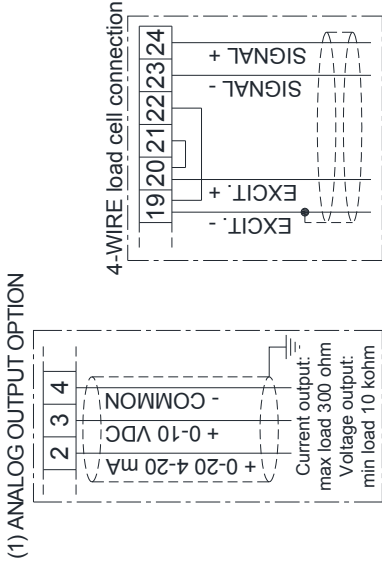 (1) ANALOG OUTPUT OPTION
2 3 4
+ 0-20 4-20 mA
+ 0-10 VDC
- COMMON
Current output:
max load 300 ohm
Voltage output:
min load 10 kohm
4-WIRE load cell connection
19 20 21 22 23 24
EXCIT. -
EXCIT. +
SIGNAL -
SIGNAL +